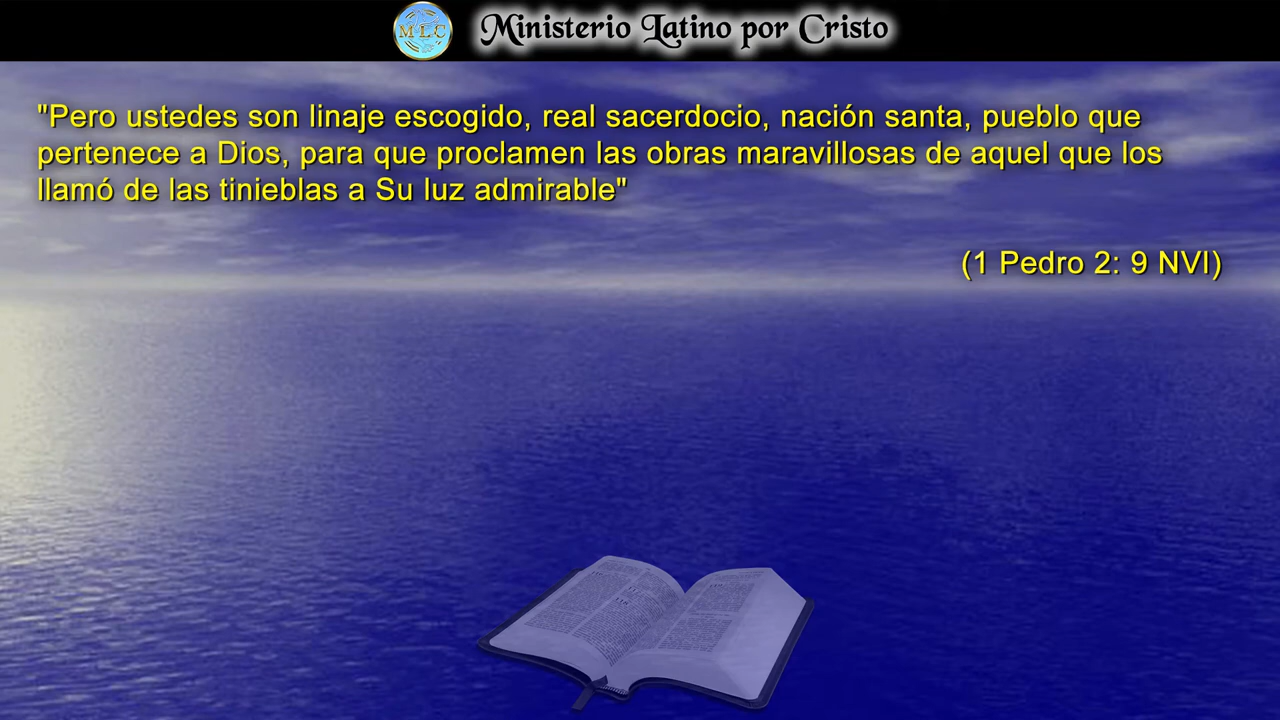 MLC
Ministerio Latino por Cristo
"Pero ustedes son linaje escogido, real sacerdocio, nación santa, pueblo que
pertenece a Dios, para que proclamen las obras maravillosas de aquel que los
llamó de las tinieblas a Su luz admirable"
(1 Pedro 2: 9 NVI)